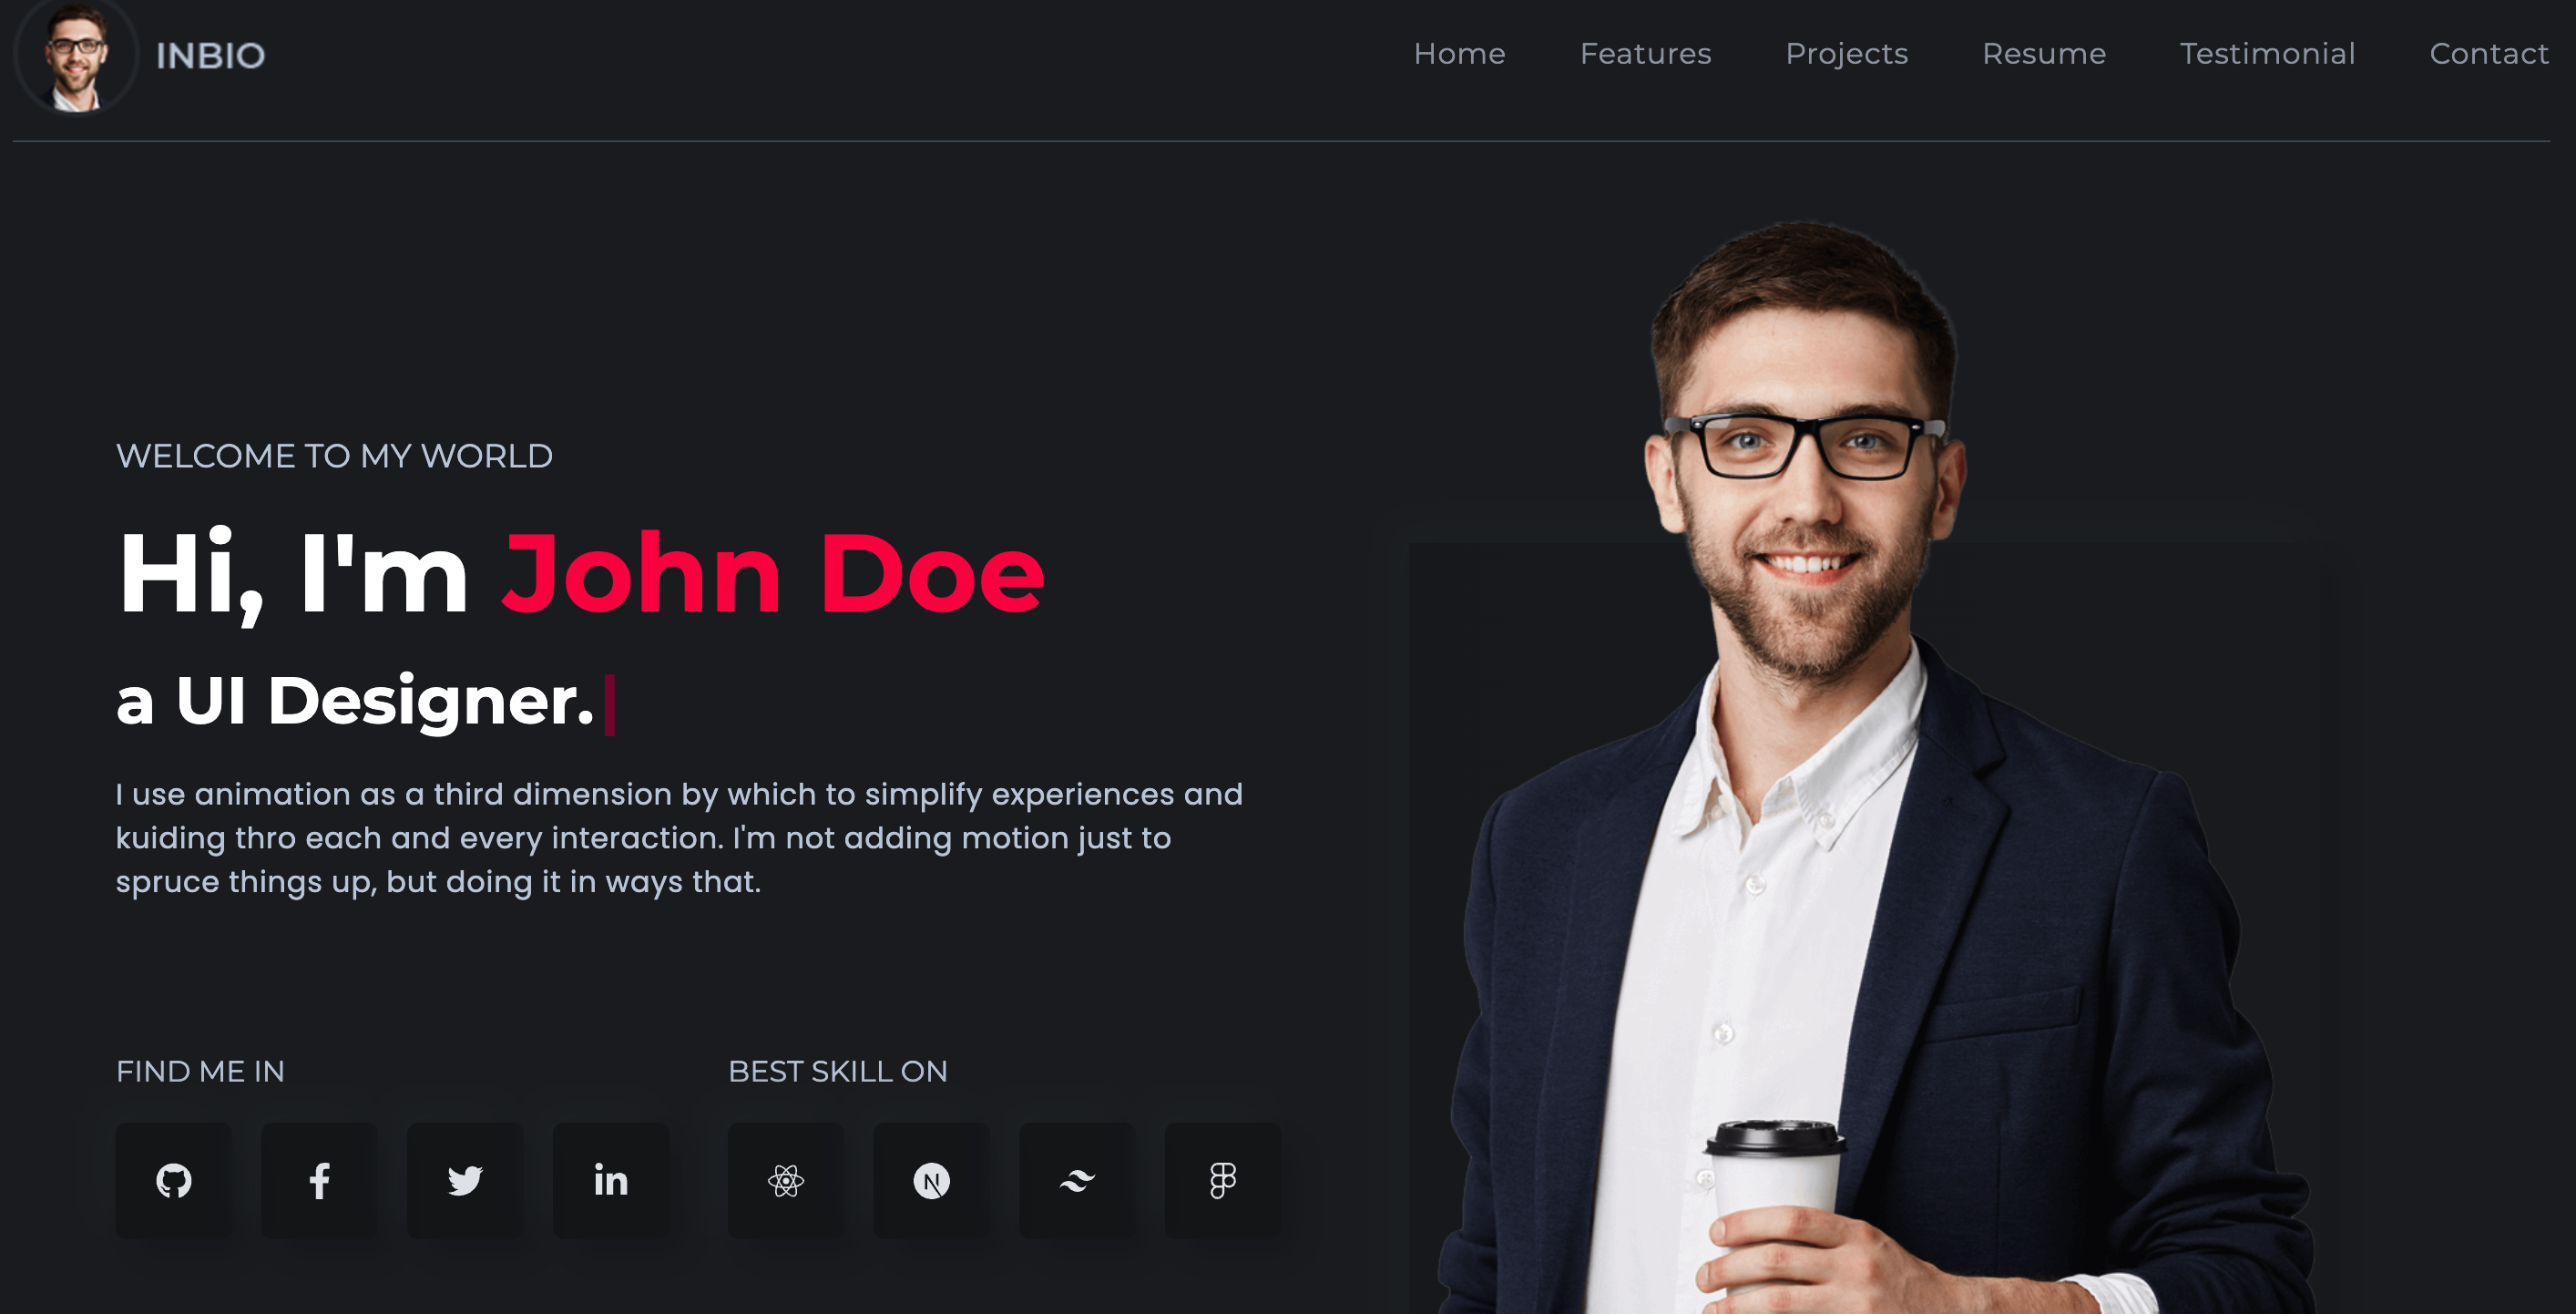 INBIO
Home Features Projects Resume Testimonial Contact
WELCOME TO MY WORLD
Hi, I'm John Doe
a UI Designer.
I use animation as a third dimension by which to simplify experiences and
kuiding thro each and every interaction. I'm not adding motion just to
spruce things up, but doing it in ways that.
FIND ME IN
BEST SKILL ON